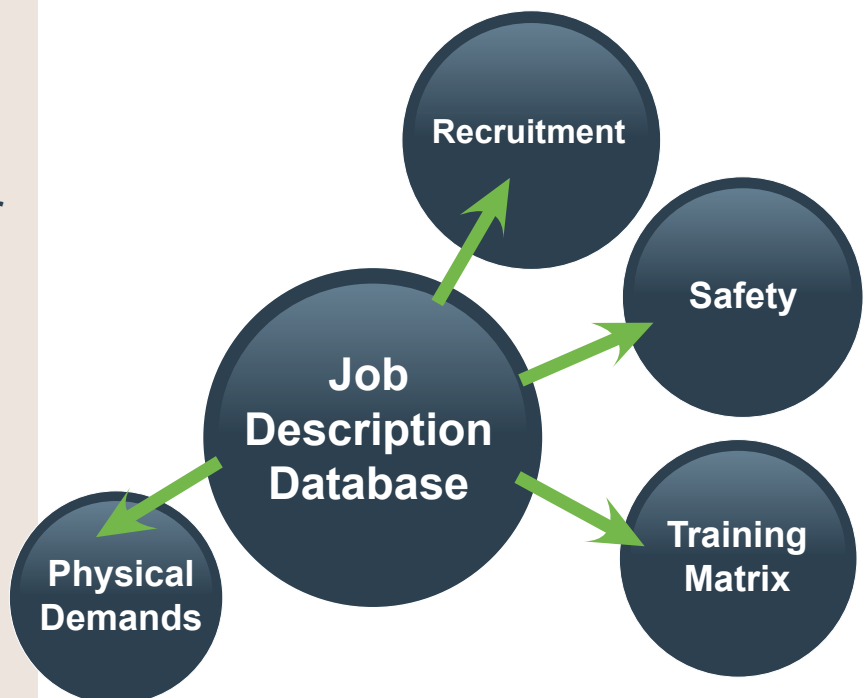 Recruitment
Safety
Job
Description
Database
Training
Matrix
Physical
Demands